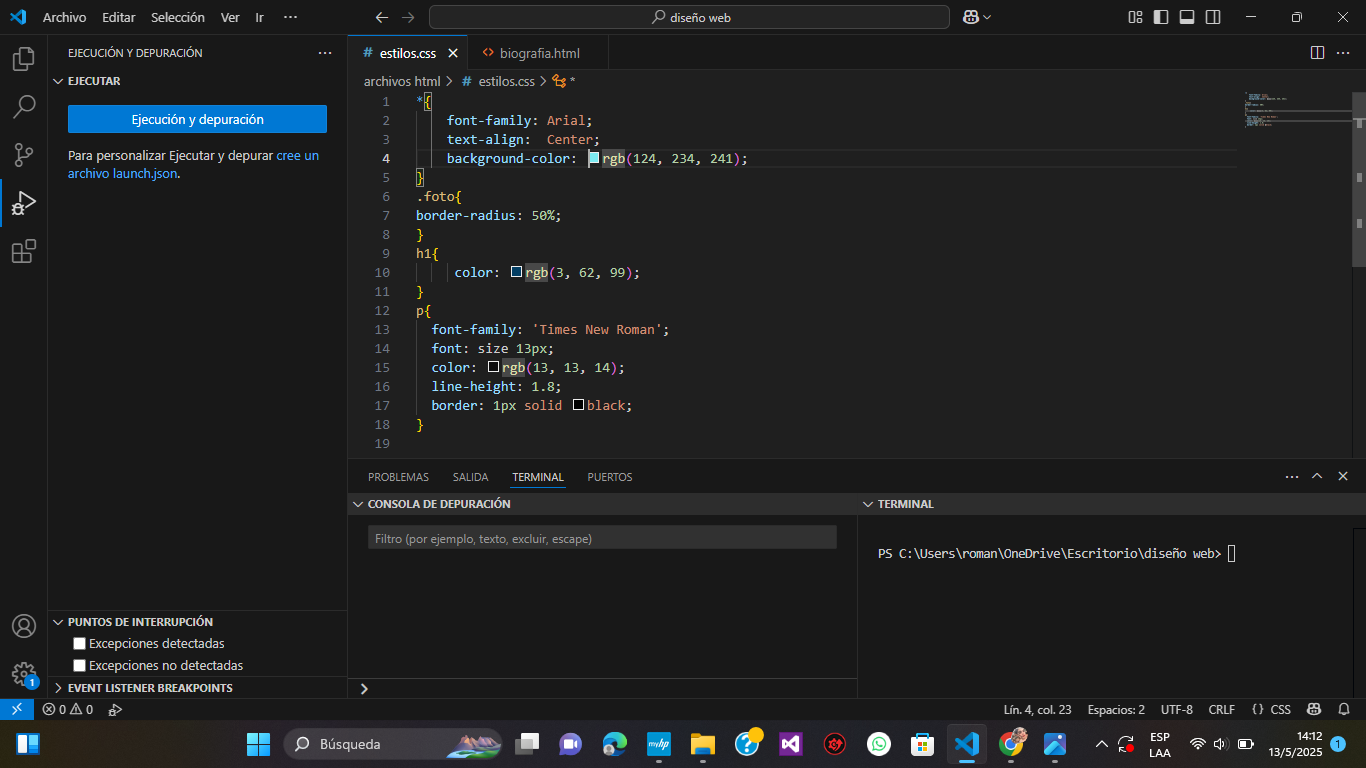 Archivo Editar Selección Ver Ir ···
diseño web
EJECUCIÓN Y DEPURACIÓN ···
EJECUTAR
Ejecución y depuración
Para personalizar Ejecutar y depurar cree un
archivo launch.json.
PUNTOS DE INTERRUPCIÓN
Excepciones detectadas
Excepciones no detectadas
EVENT LISTENER BREAKPOINTS
# estilos.css
<> biografia.html
archivos html > # estilos.css > *
1 *{
2 font-family: Arial;
3 text-align:  Center;
4 background-color: rgb(124, 234, 241);
5 }
6 .foto{
7 border-radius: 50%;
8 }
9 h1{
10 color: rgb(3, 62, 99);
11 }
12 p{
13 font-family: 'Times New Roman';
14 font: size 13px;
15 color: rgb(13, 13, 14);
16 line-height: 1.8;
17 border: 1px solid black;
18 }
19
PROBLEMAS SALIDA TERMINAL PUERTOS
CONSOLA DE DEPURACIÓN
Filtro (por ejemplo, texto, excluir, escape)
TERMINAL
PS C:\Users\roman\OneDrive\Escritorio\diseño web>
1
0 0
Lín. 4, col. 23 Espacios: 2 UTF-8 CRLF {} CSS
Búsqueda
myhp
ESP
LAA
14:12
13/5/2025
1